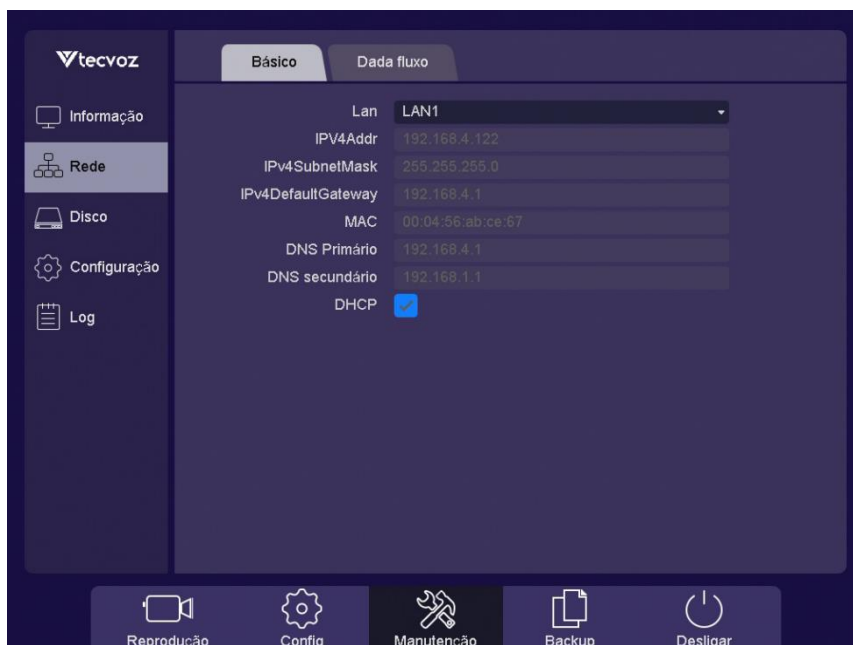 tecvoz
Básico
Dada fluxo
Informação
Rede
Disco
Configuração
Log
Lan LAN1
IPV4Addr 192.168.4.122
IPv4SubnetMask 255.255.255.0
IPv4DefaultGateway 192.168.4.1
MAC 00:04:56:ab:ce:67
DNS Primário 192.168.4.1
DNS secundário 192.168.1.1
DHCP
Reprodução
Config
Manutenção
Backup
Desligar